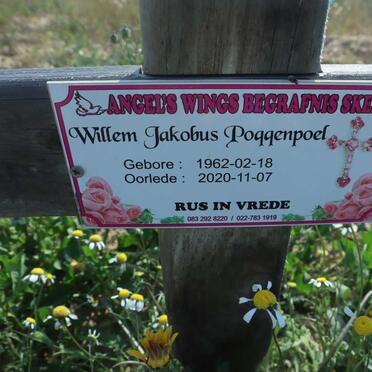 ANGEL'S WINGS BEGRAFNIS SKE
Willem Jakobus Poggenpoel
Gebore : 1962-02-18
Oorlede : 2020-11-07
RUS IN VREDE
083 292 8220 / 022-783 1919